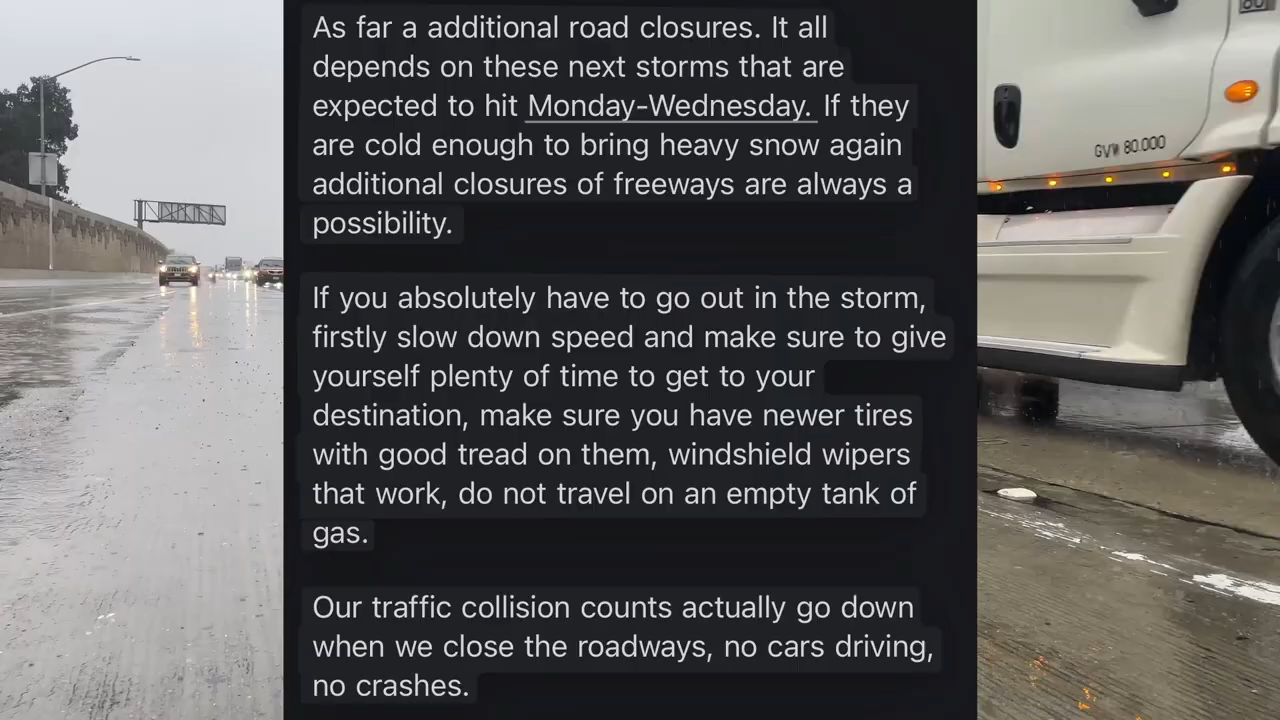 As far a additional road closures. It all
depends on these next storms that are
expected to hit Monday-Wednesday. If they
are cold enough to bring heavy snow again
additional closures of freeways are always a
possibility.
If you absolutely have to go out in the storm,
firstly slow down speed and make sure to give
yourself plenty of time to get to your
destination, make sure you have newer tires
with good tread on them, windshield wipers
that work, do not travel on an empty tank of
gas.
Our traffic collision counts actually go down
when we close the roadways, no cars driving,
no crashes.
GVW 80.000